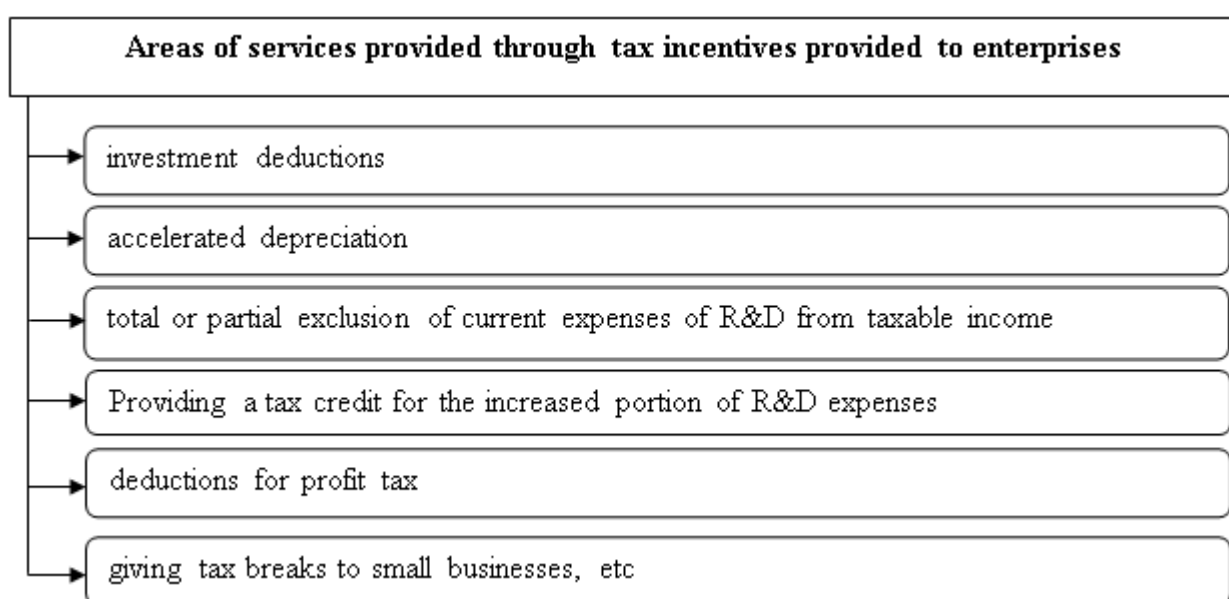 Areas of services provided through tax incentives provided to enterprises
investment deductions
accelerated depreciation
total or partial exclusion of current expenses of R&D from taxable income
Providing a tax credit for the increased portion of R&D expenses
deductions for profit tax
giving tax breaks to small businesses, etc